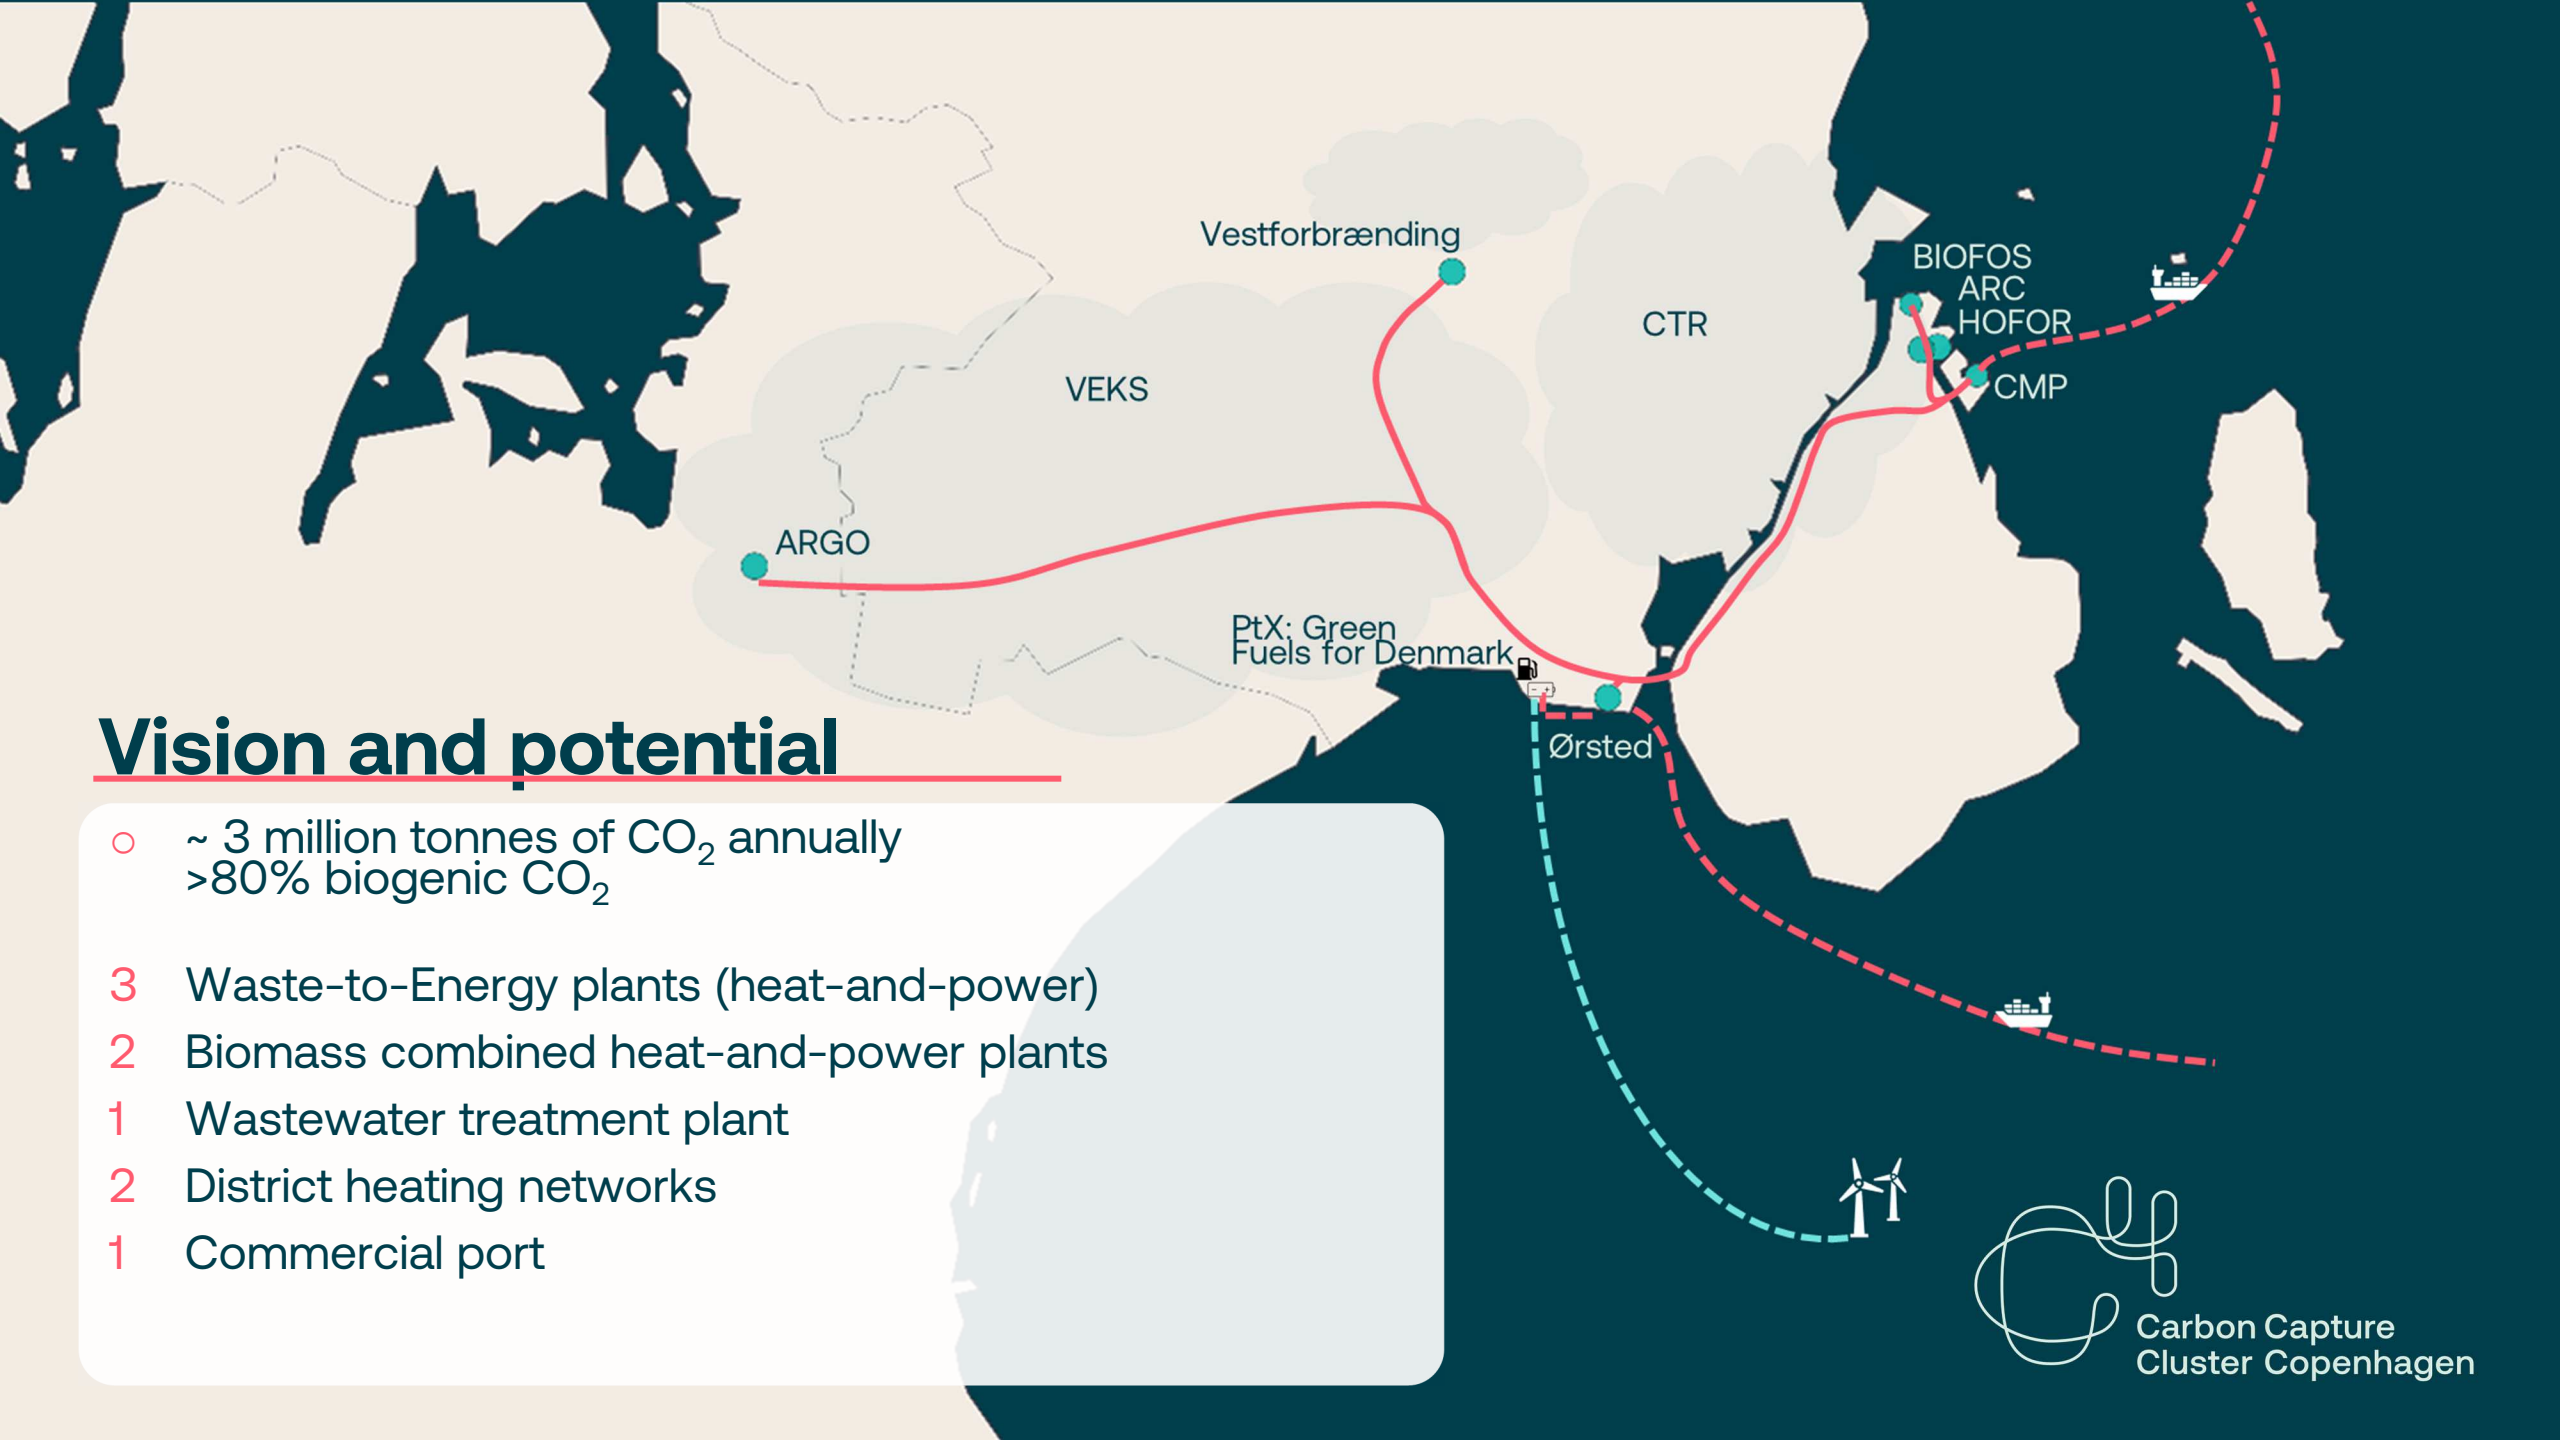 Vestforbrænding
BIOFOS
ARC
HOFOR
CTR
CMP
VEKS
ARGO
PtX: Green
Fuels for Denmark
Ørsted
Vision and potential
○ ~ 3 million tonnes of CO₂ annually
>80% biogenic CO₂
3 Waste-to-Energy plants (heat-and-power)
2 Biomass combined heat-and-power plants
1 Wastewater treatment plant
2 District heating networks
1 Commercial port
C4
Carbon Capture
Cluster Copenhagen